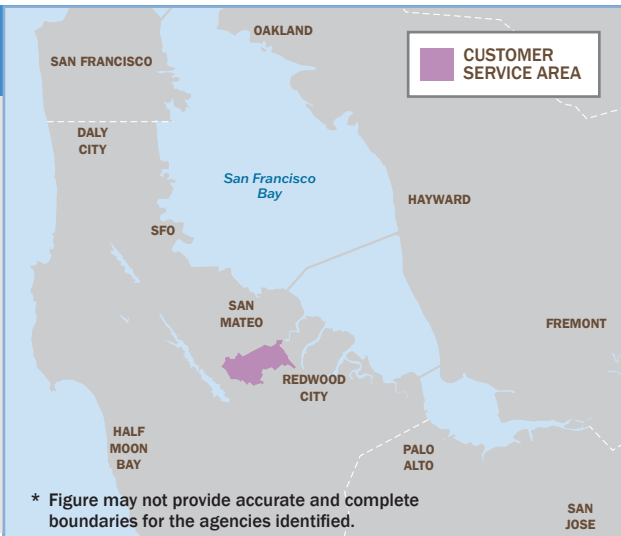 OAKLAND
SAN FRANCISCO
CUSTOMER
SERVICE AREA
DALY
CITY
San Francisco
Bay
HAYWARD
SFO
SAN
MATEO
FREMONT
REDWOOD
CITY
HALF
MOON
BAY
PALO
ALTO
* Figure may not provide accurate and complete
boundaries for the agencies identified.
SAN
JOSE